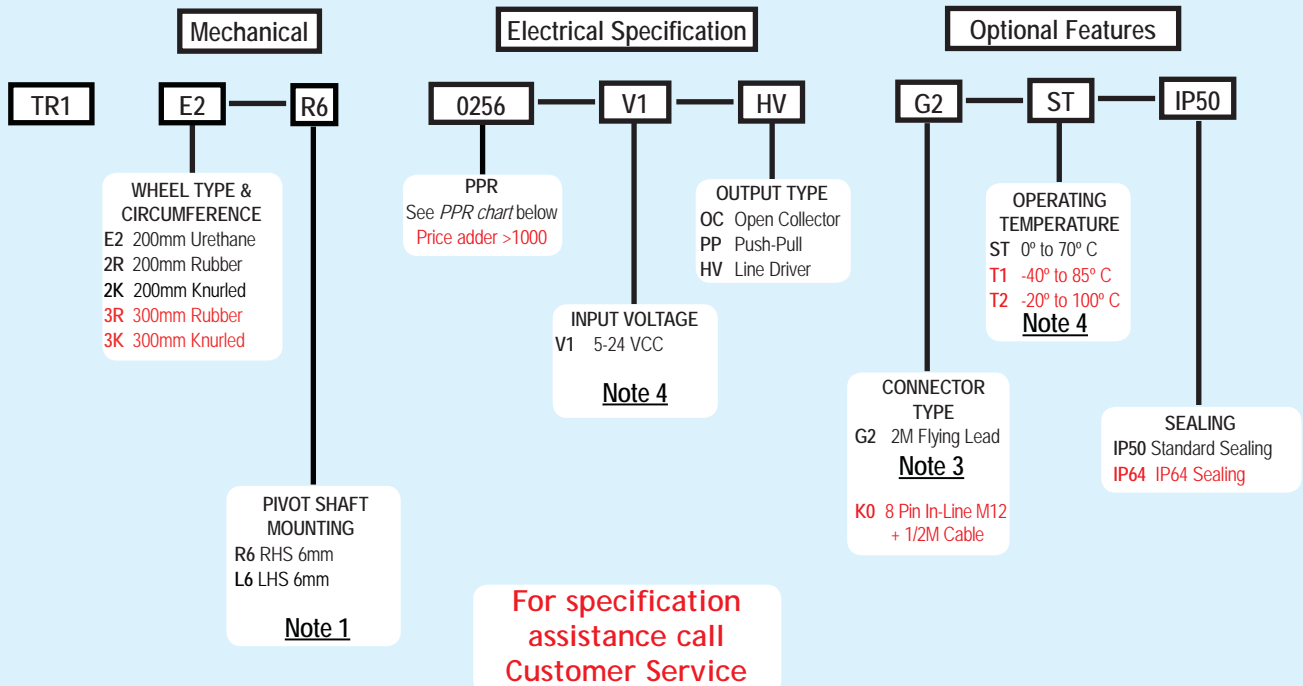 Mechanical
Electrical Specification
Optional Features
TR1
E2
R6
0256
V1
HV
G2
ST
IP50
WHEEL TYPE &
CIRCUMFERENCE
E2 200mm Urethane
2R 200mm Rubber
2K 200mm Knurled
3R 300mm Rubber
3K 300mm Knurled
PIVOT SHAFT
MOUNTING
R6 RHS 6mm
L6 LHS 6mm
Note 1
PPR
See PPR chart below
Price adder >1000
INPUT VOLTAGE
V1 5-24 VCC
Note 4
OUTPUT TYPE
OC Open Collector
PP Push-Pull
HV Line Driver
CONNECTOR
TYPE
G2 2M Flying Lead
Note 3
K0 8 Pin In-Line M12
+ 1/2M Cable
OPERATING
TEMPERATURE
ST 0º to 70º C
T1 -40º to 85º C
T2 -20º to 100º C
Note 4
SEALING
IP50 Standard Sealing
IP64 IP64 Sealing
For specification
assistance call
Customer Service